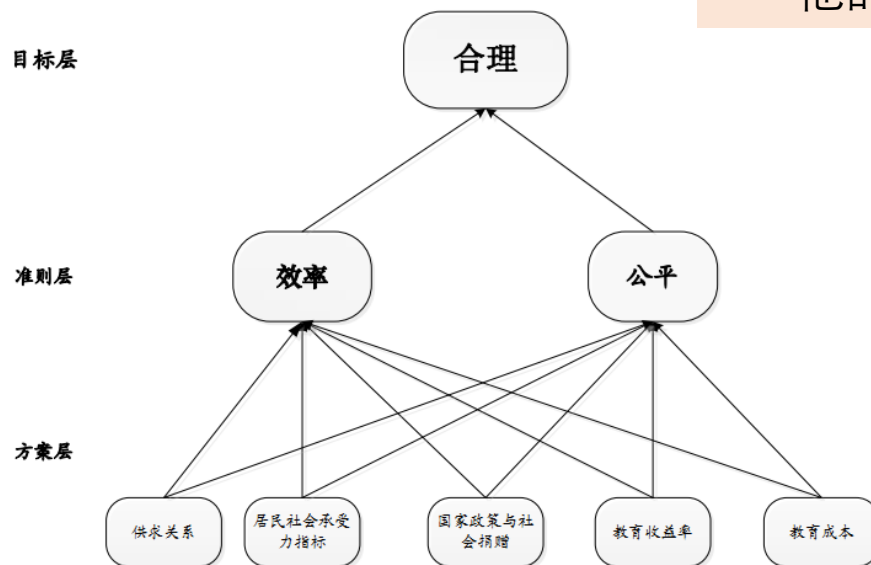 目标层
合理
准则层
效率
公平
方案层
供求关系
居民社会承受
力指标
国家政策与社
会捐赠
教育收益率
教育成本